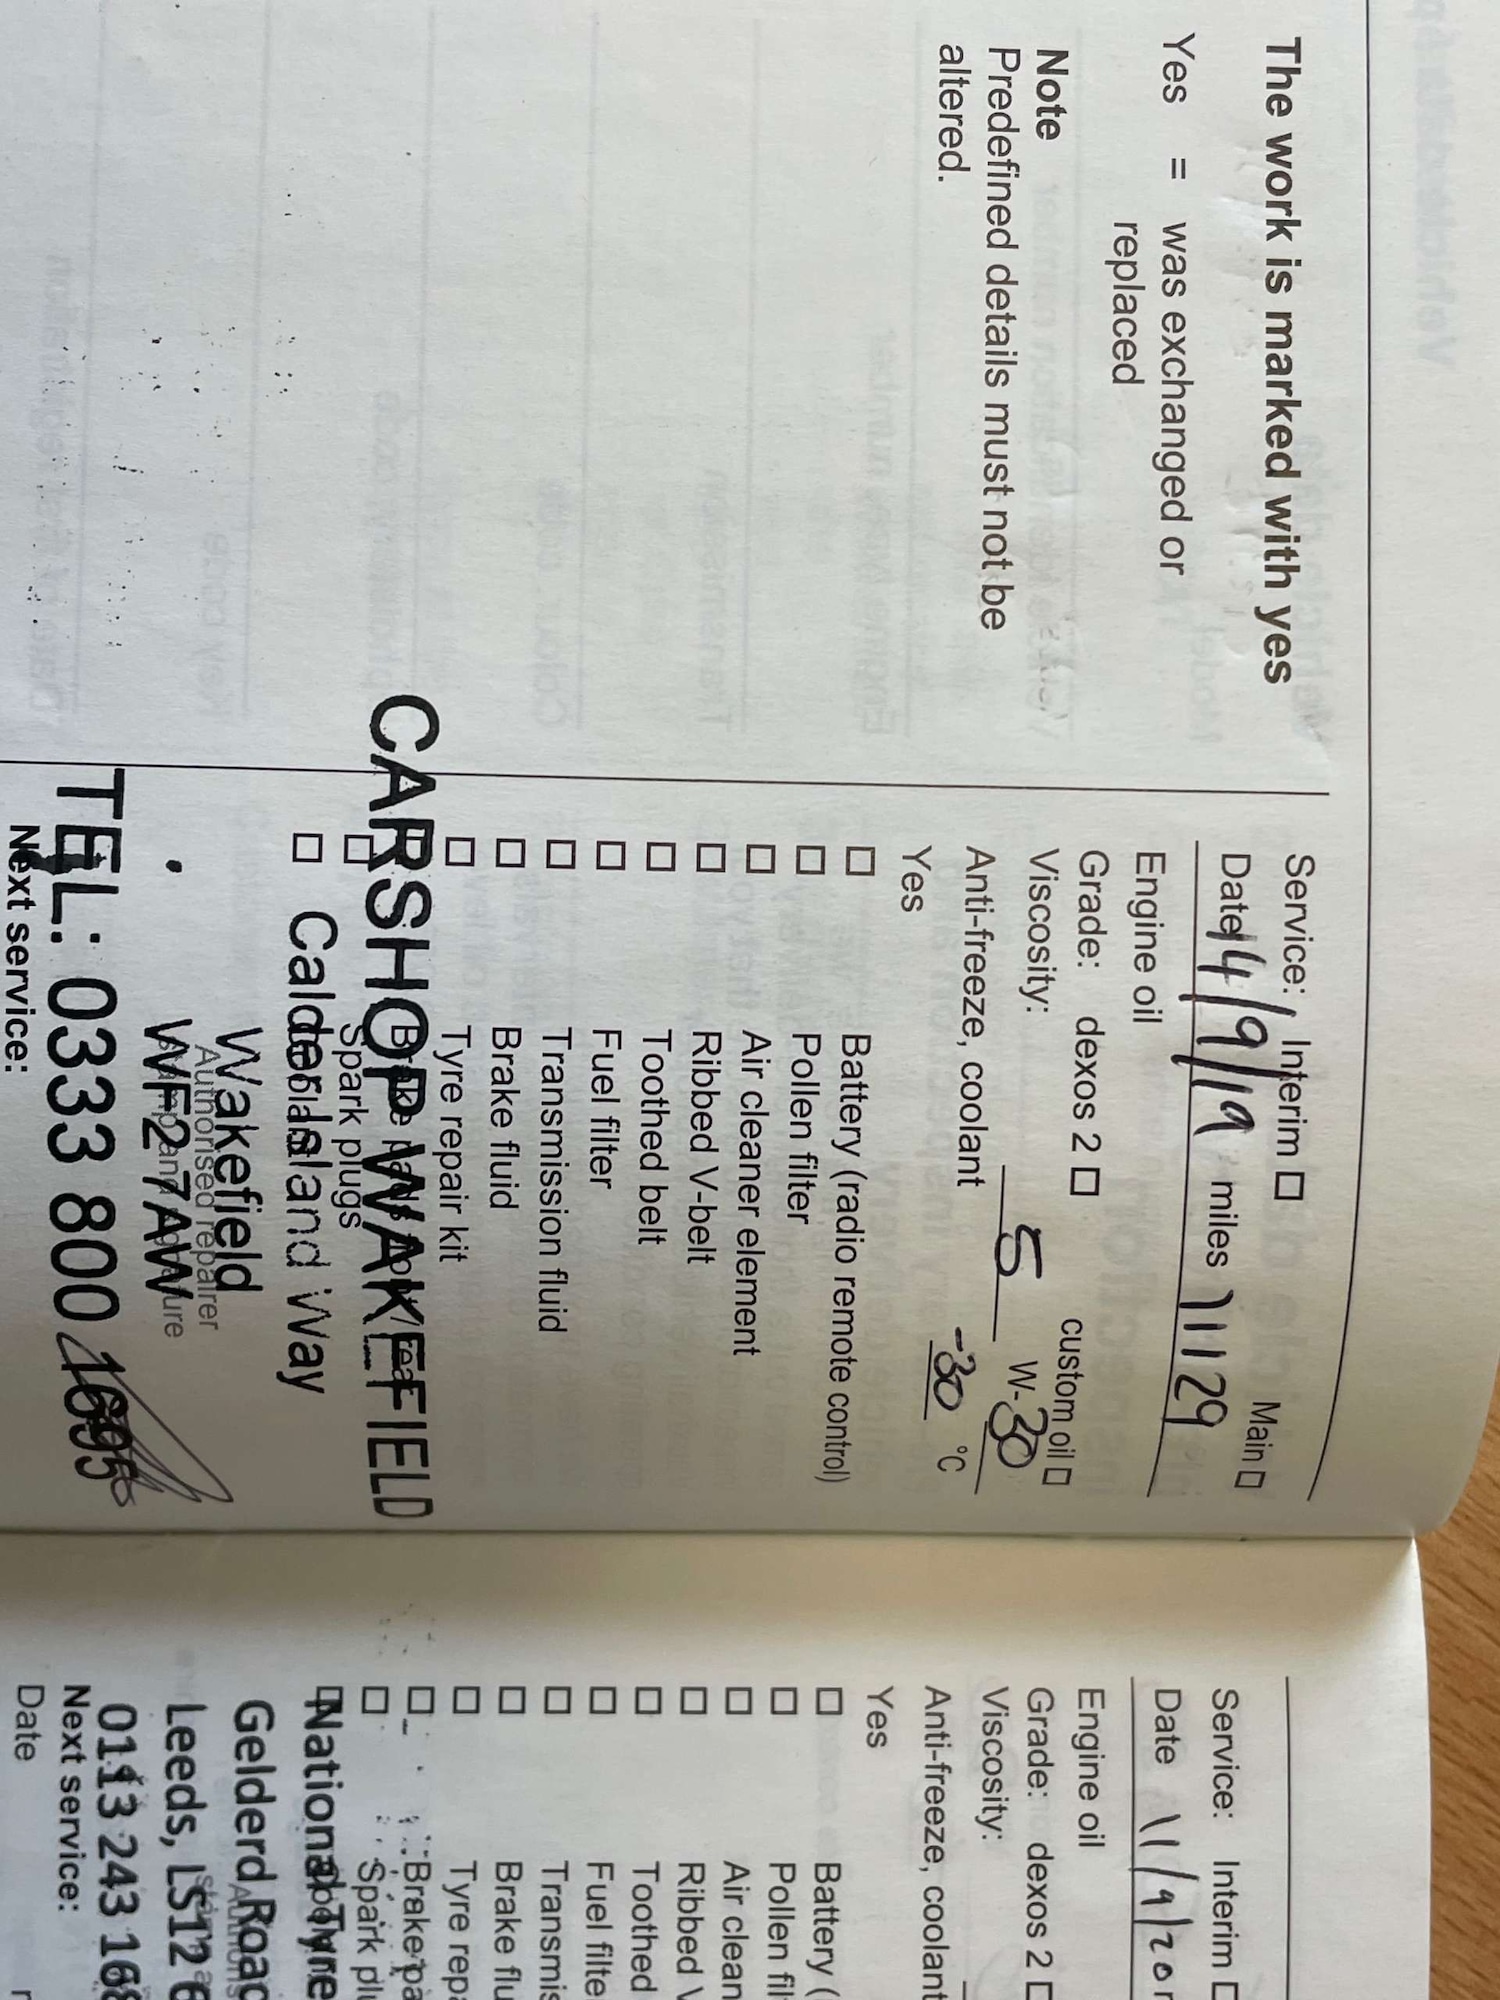 The work is marked with yes
Yes = was exchanged or
replaced
Note
Predefined details must not be
altered.
Service: Interim □ Main □
Date 14/9/19 miles 11129
Engine oil
Grade: dexos 2 □ custom oil □
Viscosity: 5 W-30
Anti-freeze, coolant -30 °C
Yes
□ Battery (radio remote control)
□ Pollen filter
□ Air cleaner element
□ Ribbed V-belt
□ Toothed belt
□ Fuel filter
□ Transmission fluid
□ Brake fluid
□ Tyre repair kit
CARSHOP WAKEFIELD
□ Spark plugs
□ Calder Island Way
Wakefield
Authorised repairer
WF2 7AW
stamp and signature
TEL: 0333 800 1695
Next service:
Service: Interim □
Date 11/9/20
Engine oil
Grade: dexos 2 □
Viscosity:
Anti-freeze, coolant
Yes
□ Battery (
□ Pollen fil
□ Air clean
□ Ribbed V
□ Toothed
□ Fuel filte
□ Transmis
□ Brake flu
□ Tyre repa
□ Brake pa
□ Spark plu
National Tyre
Gelderd Road
Leeds, LS12 6
0113 243 168
Next service:
Date